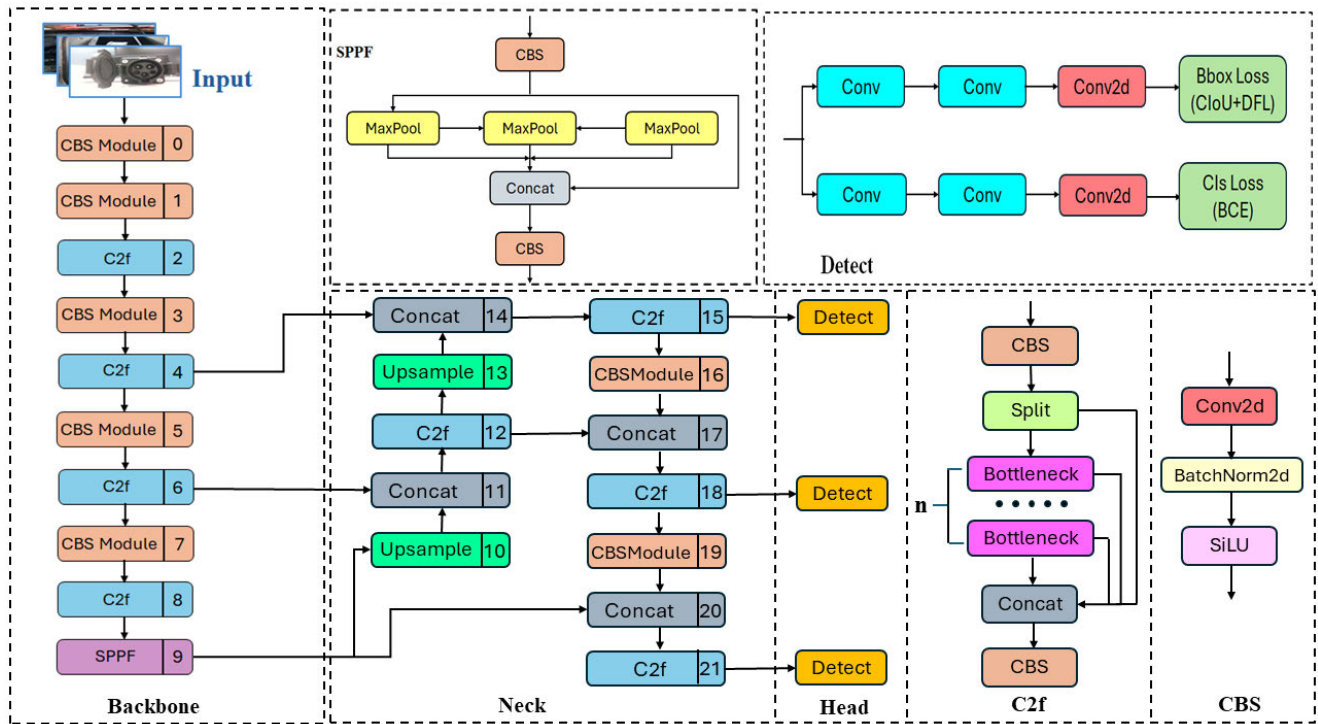 Input
CBS Module 0
CBS Module 1
C2f 2
CBS Module 3
C2f 4
CBS Module 5
C2f 6
CBS Module 7
C2f 8
SPPF 9
Backbone
SPPF
CBS
MaxPool MaxPool MaxPool
Concat
CBS
Conv Conv Conv2d Bbox Loss
(CIoU+DFL)
Conv Conv Conv2d Cls Loss
(BCE)
Detect
Concat 14
Upsample 13
C2f 12
Concat 11
Upsample 10
C2f 15
CBSModule 16
Concat 17
C2f 18
CBSModule 19
Concat 20
C2f 21
Neck
Detect
Detect
Detect
Head
CBS
Split
Bottleneck
n
Bottleneck
Concat
CBS
C2f
Conv2d
BatchNorm2d
SiLU
CBS